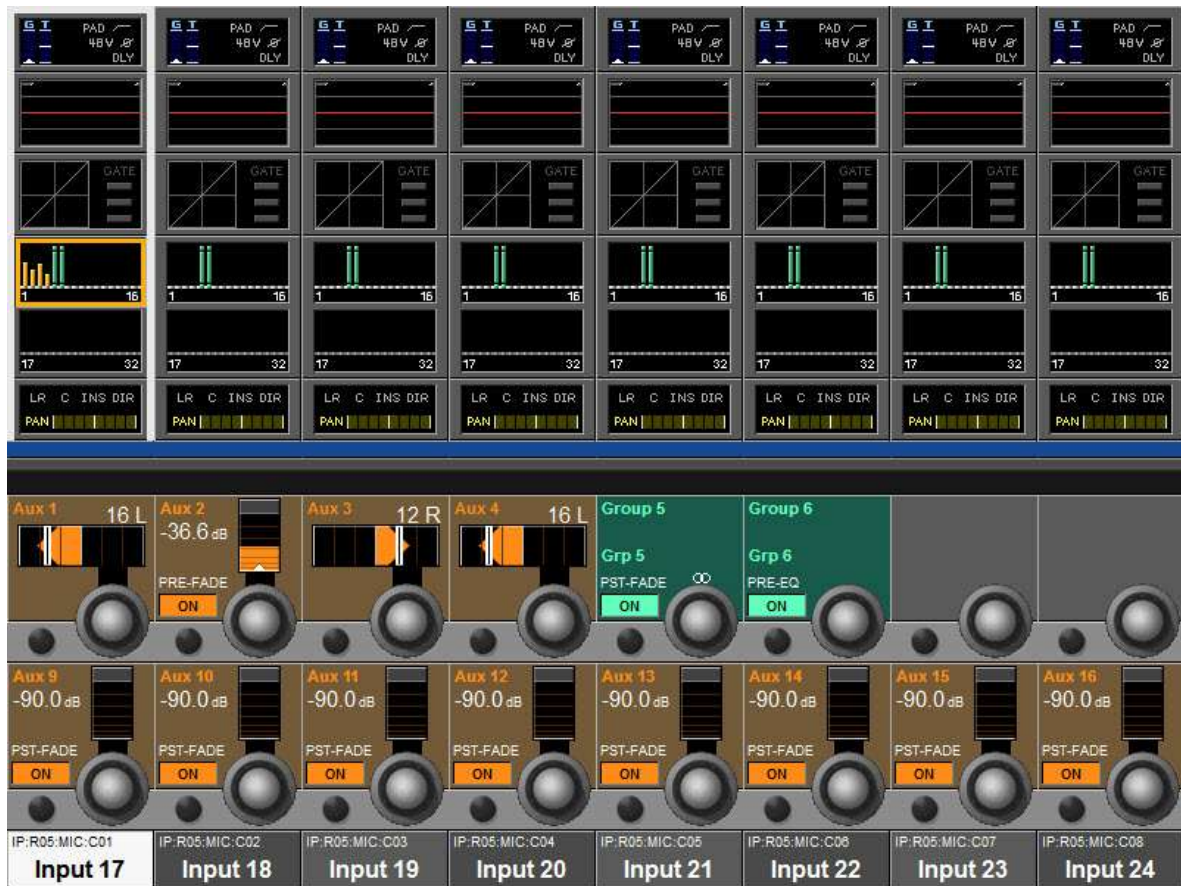 G T PAD G T PAD G T PAD G T PAD G T PAD G T PAD G T PAD G T PAD
48V 48V 48V 48V 48V 48V 48V 48V
DLY DLY DLY DLY DLY DLY DLY DLY
GATE GATE GATE GATE GATE GATE GATE GATE
1 16 1 16 1 16 1 16 1 16 1 16 1 16 1 16
17 32 17 32 17 32 17 32 17 32 17 32 17 32 17 32
LR C INS DIR LR C INS DIR LR C INS DIR LR C INS DIR LR C INS DIR LR C INS DIR LR C INS DIR LR C INS DIR
PAN PAN PAN PAN PAN PAN PAN PAN
Aux 1 16 L Aux 2 Aux 3 12 R Aux 4 16 L Group 5 Group 6
-36.6 dB
Grp 5 Grp 6
PRE-FADE PST-FADE PRE-EQ
ON ON ON
Aux 9 Aux 10 Aux 11 Aux 12 Aux 13 Aux 14 Aux 15 Aux 16
-90.0 dB -90.0 dB -90.0 dB -90.0 dB -90.0 dB -90.0 dB -90.0 dB -90.0 dB
PST-FADE PST-FADE PST-FADE PST-FADE PST-FADE PST-FADE PST-FADE PST-FADE
ON ON ON ON ON ON ON ON
IP:R05:MIC:C01 IP:R05:MIC:C02 IP:R05:MIC:C03 IP:R05:MIC:C04 IP:R05:MIC:C05 IP:R05:MIC:C06 IP:R05:MIC:C07 IP:R05:MIC:C08
Input 17 Input 18 Input 19 Input 20 Input 21 Input 22 Input 23 Input 24